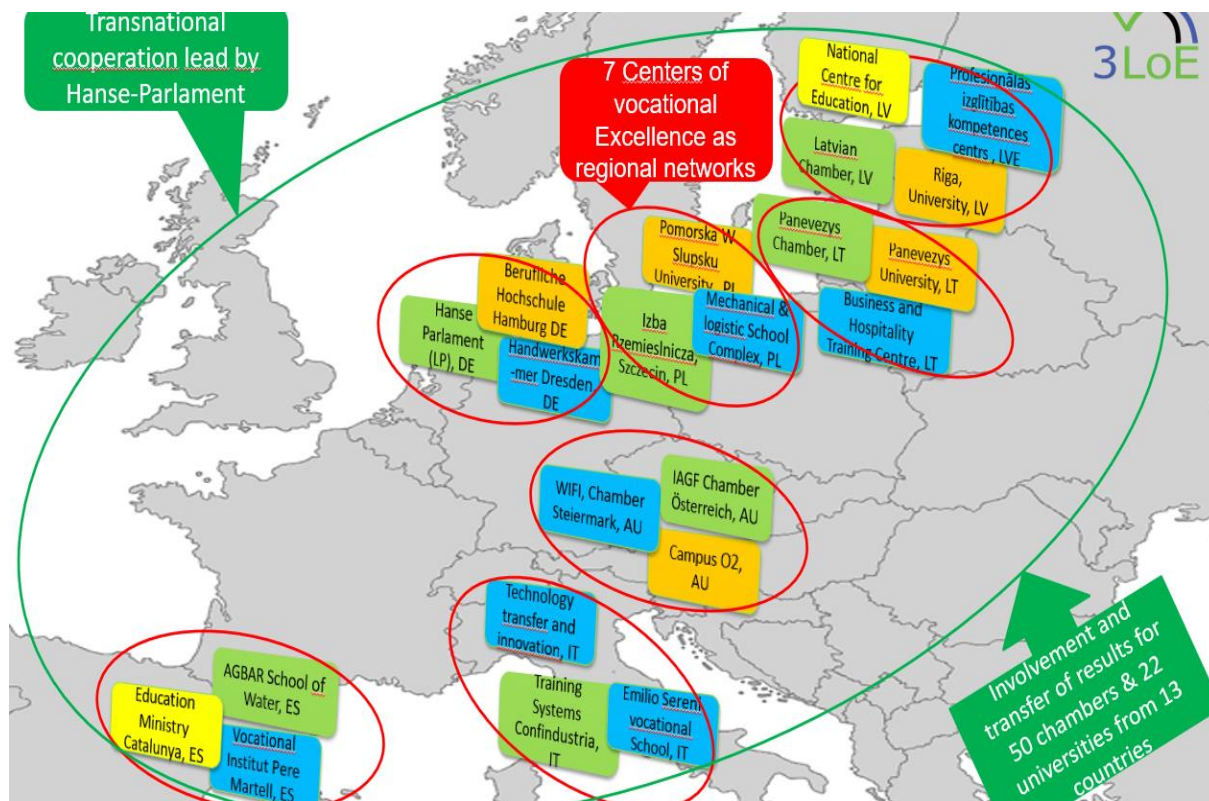 Transnational
cooperation lead by
Hanse-Parlament
7 Centers of
vocational
Excellence as
regional networks
3LoE
National
Centre for
Education, LV
Profesionālās
izglītības
kompetences
centrs , LVE
Latvian
Chamber, LV
Riga,
University, LV
Panevezys
Chamber, LT
Panevezys
University, LT
Business and
Hospitality
Training Centre, LT
Pomorska W
Slupsku
University, PL
Mechanical &
logistic School
Complex, PL
Izba
Rzemieslnicza,
Szczecin, PL
Berufliche
Hochschule
Hamburg DE
Hanse
Parlament
(LP), DE
Handwerkskam
-mer Dresden
DE
WIFI, Chamber
Steiermark, AU
IAGF Chamber
Österreich, AU
Campus O2,
AU
Technology
transfer and
innovation, IT
Training
Systems
Confindustria,
IT
Emilio Sereni
vocational
School, IT
AGBAR School of
Water, ES
Education
Ministry
Catalunya, ES
Vocational
Institut Pere
Martell, ES
Involvement and
transfer of results for
50 chambers & 22
universities from 13
countries